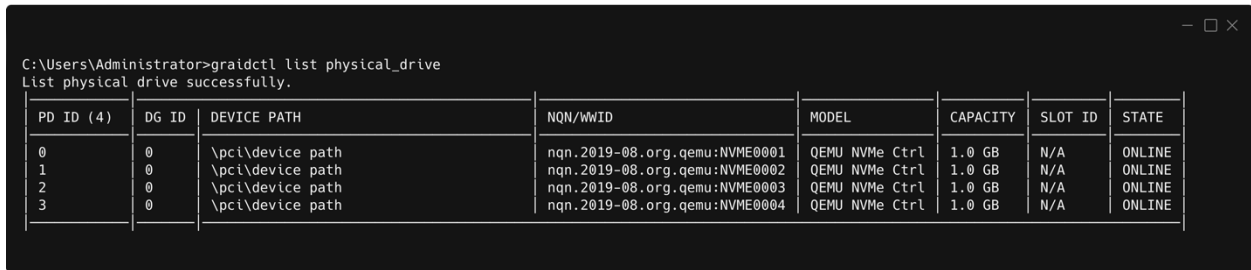 C:\Users\Administrator>graidctl list physical_drive
List physical drive successfully.
PD ID (4) DG ID DEVICE PATH NQN/WWID MODEL CAPACITY SLOT ID STATE
0 0 \pci\device path nqn.2019-08.org.qemu:NVME0001 QEMU NVMe Ctrl 1.0 GB N/A ONLINE
1 0 \pci\device path nqn.2019-08.org.qemu:NVME0002 QEMU NVMe Ctrl 1.0 GB N/A ONLINE
2 0 \pci\device path nqn.2019-08.org.qemu:NVME0003 QEMU NVMe Ctrl 1.0 GB N/A ONLINE
3 0 \pci\device path nqn.2019-08.org.qemu:NVME0004 QEMU NVMe Ctrl 1.0 GB N/A ONLINE